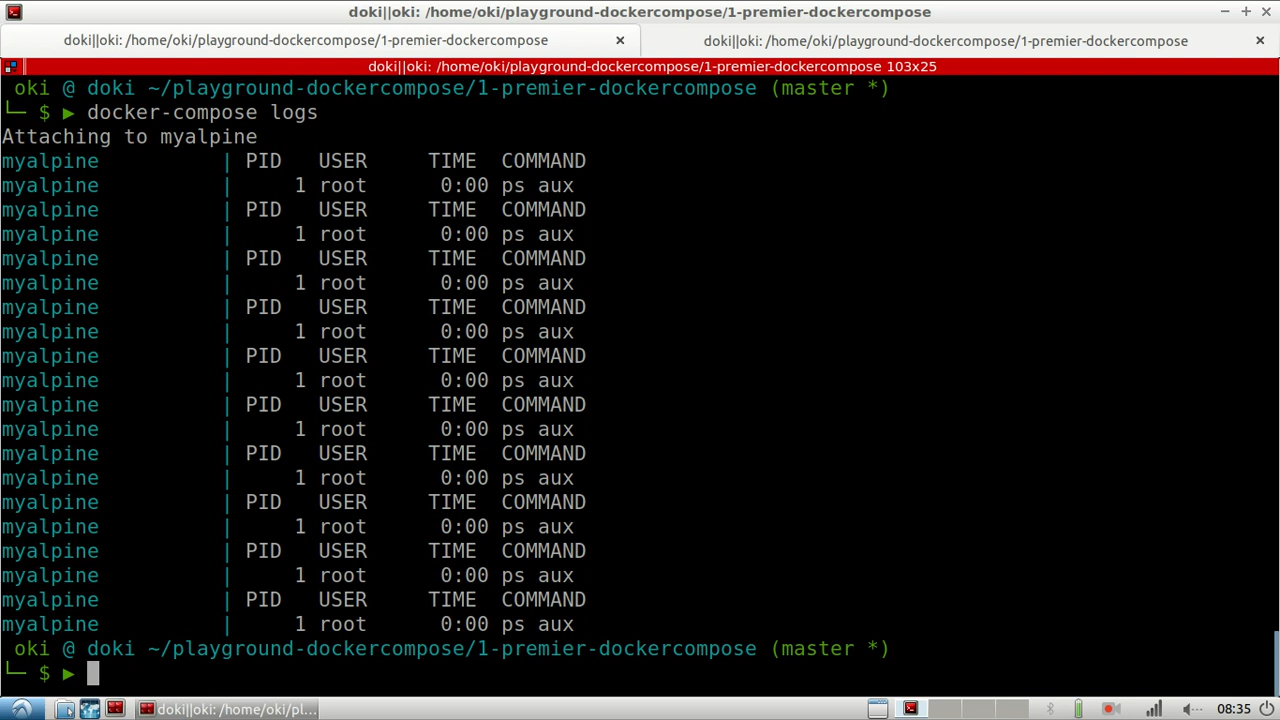 doki||oki: /home/oki/playground-dockercompose/1-premier-dockercompose
doki||oki: /home/oki/playground-dockercompose/1-premier-dockercompose
doki||oki: /home/oki/playground-dockercompose/1-premier-dockercompose
doki||oki: /home/oki/playground-dockercompose/1-premier-dockercompose 103x25
oki @ doki ~/playground-dockercompose/1-premier-dockercompose (master *)
└─ $ ▶ docker-compose logs
Attaching to myalpine
myalpine | PID USER TIME COMMAND
myalpine | 1 root 0:00 ps aux
myalpine | PID USER TIME COMMAND
myalpine | 1 root 0:00 ps aux
myalpine | PID USER TIME COMMAND
myalpine | 1 root 0:00 ps aux
myalpine | PID USER TIME COMMAND
myalpine | 1 root 0:00 ps aux
myalpine | PID USER TIME COMMAND
myalpine | 1 root 0:00 ps aux
myalpine | PID USER TIME COMMAND
myalpine | 1 root 0:00 ps aux
myalpine | PID USER TIME COMMAND
myalpine | 1 root 0:00 ps aux
myalpine | PID USER TIME COMMAND
myalpine | 1 root 0:00 ps aux
myalpine | PID USER TIME COMMAND
myalpine | 1 root 0:00 ps aux
myalpine | PID USER TIME COMMAND
myalpine | 1 root 0:00 ps aux
oki @ doki ~/playground-dockercompose/1-premier-dockercompose (master *)
└─ $ ▶
doki||oki: /home/oki/pl... 08:35